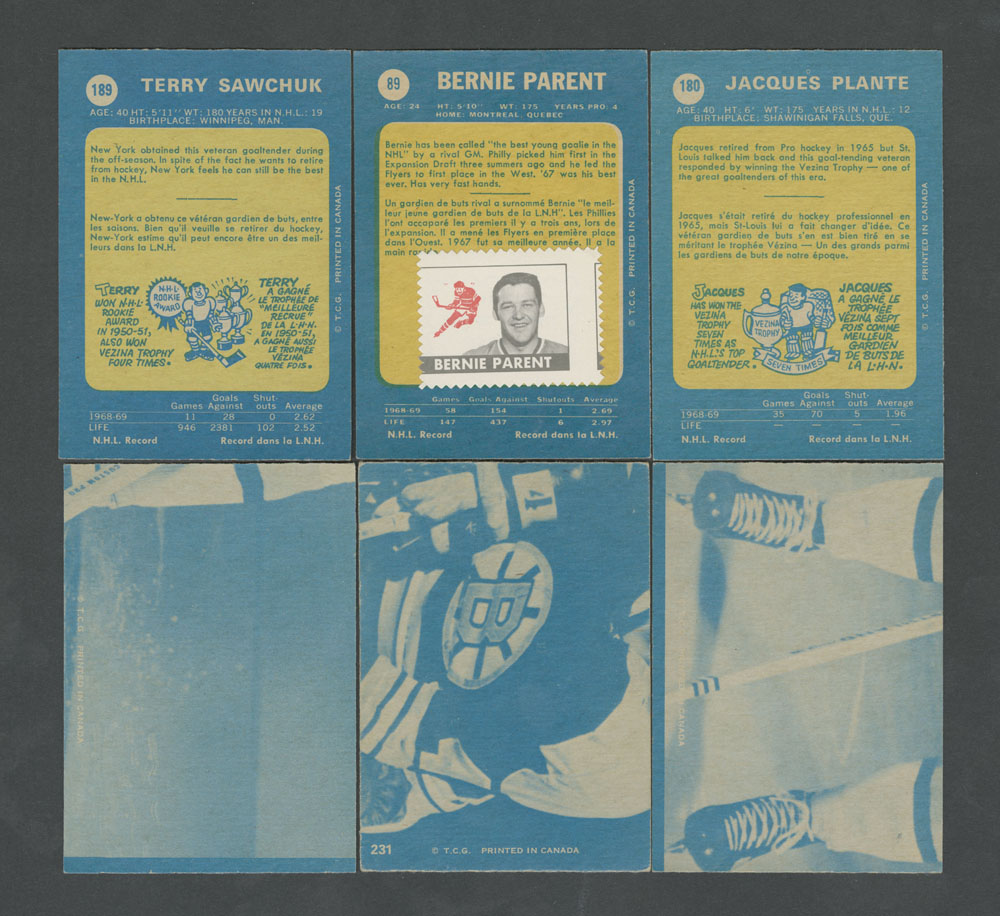 189
TERRY SAWCHUK
AGE: 40 HT: 5'11" WT: 180 YEARS IN N.H.L.: 19
BIRTHPLACE: WINNIPEG, MAN.
New York obtained this veteran goaltender during
the off-season. In spite of the fact he wants to retire
from hockey, New York feels he can still be the best
in the N.H.L.
New-York a obtenu ce vétéran gardien de buts, entre
les saisons. Bien qu'il veuille se retirer du hockey,
New-York estime qu'il peut encore être un des meil-
leurs dans la L.N.H.
TERRY
WON N·H·L·
ROOKIE
AWARD
IN 1950-51,
ALSO WON
VEZINA TROPHY
FOUR TIMES.
N·H·L
ROOKIE
AWARD
TERRY
A GAGNÉ
LE TROPHÉE DE
"MEILLEURE
RECRUE"
DE LA L·H·N·
EN 1950-51,
A GAGNÉ AUSSI
LE TROPHÉE
VEZINA
QUATRE FOIS.
© T.C.G. PRINTED IN CANADA
Goals Shut-
Games Against outs Average
1968-69 11 28 0 2.62
LIFE 946 2381 102 2.52
N.H.L. Record Record dans la L.N.H.
89
BERNIE PARENT
AGE: 24 HT: 5'10" WT: 175 YEARS PRO: 4
HOME: MONTREAL, QUEBEC
Bernie has been called "the best young goalie in the
NHL" by a rival GM. Philly picked him first in the
Expansion Draft three summers ago and he led the
Flyers to first place in the West. '67 was his best
ever. Has very fast hands.
Un gardien de buts rival a surnommé Bernie "le meil-
leur jeune gardien de buts de la L.N.H". Les Phillies
l'ont accaparé les premiers il y a trois ans, lors de
l'expansion. Il a mené les Flyers en première place
dans l'Ouest. 1967 fut sa meilleure année. Il a la
main
BERNIE PARENT
© T.C.G. PRINTED IN CANADA
Games Goals Against Shutouts Average
1968-69 58 154 1 2.69
LIFE 147 437 6 2.97
N.H.L. Record Record dans la L.N.H.
180
JACQUES PLANTE
AGE: 40 HT: 6' WT: 175 YEARS IN N.H.L.: 12
BIRTHPLACE: SHAWINIGAN FALLS, QUE.
Jacques retired from Pro hockey in 1965 but St.
Louis talked him back and this goal-tending veteran
responded by winning the Vezina Trophy — one of
the great goaltenders of this era.
Jacques s'était retiré du hockey professionnel en
1965, mais St-Louis lui a fait changer d'idée. Ce
vétéran gardien de buts s'en est bien tiré en se
méritant le trophée Vézina — Un des grands parmi
les gardiens de buts de notre époque.
JACQUES
HAS WON THE
VEZINA
TROPHY
SEVEN
TIMES AS
N·H·L·'S TOP
GOALTENDER.
VEZINA
TROPHY
SEVEN TIMES
JACQUES
A GAGNÉ LE
TROPHÉE
VÉZINA SEPT
FOIS COMME
MEILLEUR
GARDIEN
DE BUTS DE
LA L·H·N·
© T.C.G. PRINTED IN CANADA
Goals Shut-
Games Against outs Average
1968-69 35 70 5 1.96
LIFE — — — —
N.H.L. Record Record dans la L.N.H.
4
© T.C.G. PRINTED IN CANADA
4
B
231 © T.C.G. PRINTED IN CANADA
CANADA